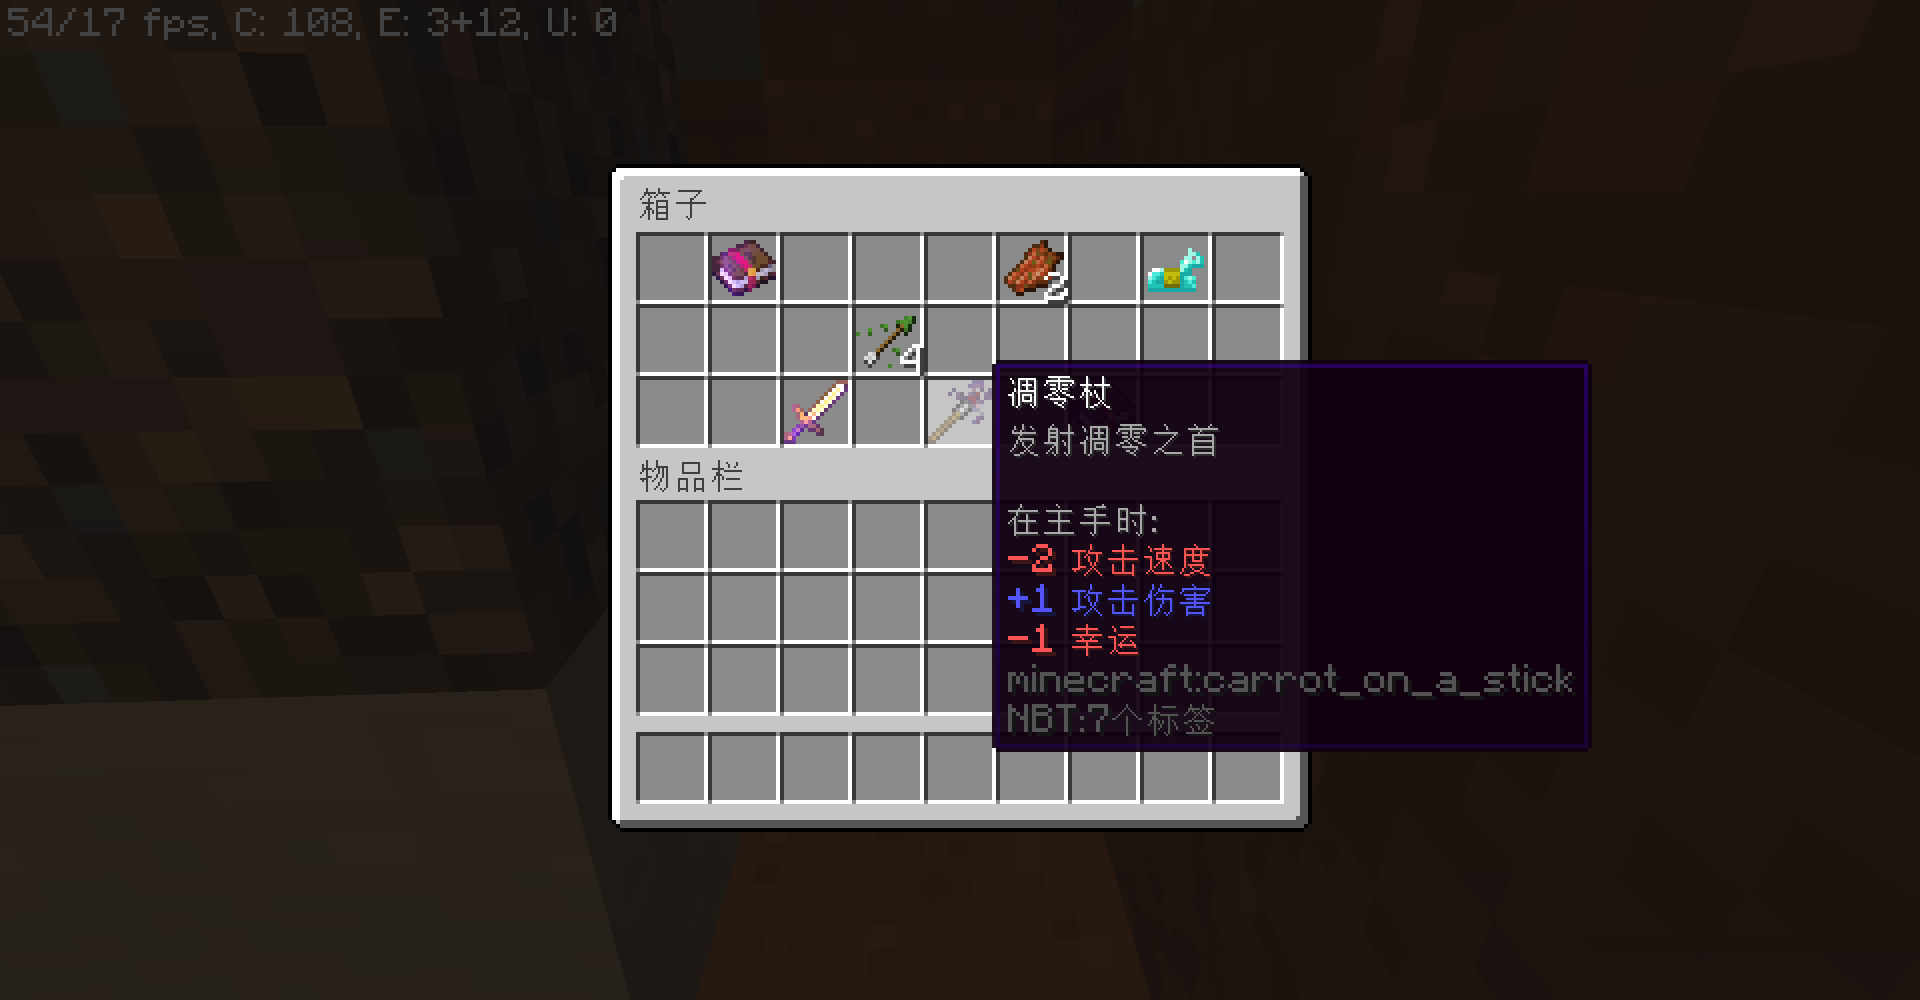 54/17 fps, C: 108, E: 3+12, U: 0
箱子
2
4
物品栏
凋零杖
发射凋零之首
在主手时:
-2 攻击速度
+1 攻击伤害
-1 幸运
minecraft:carrot_on_a_stick
NBT:7个标签